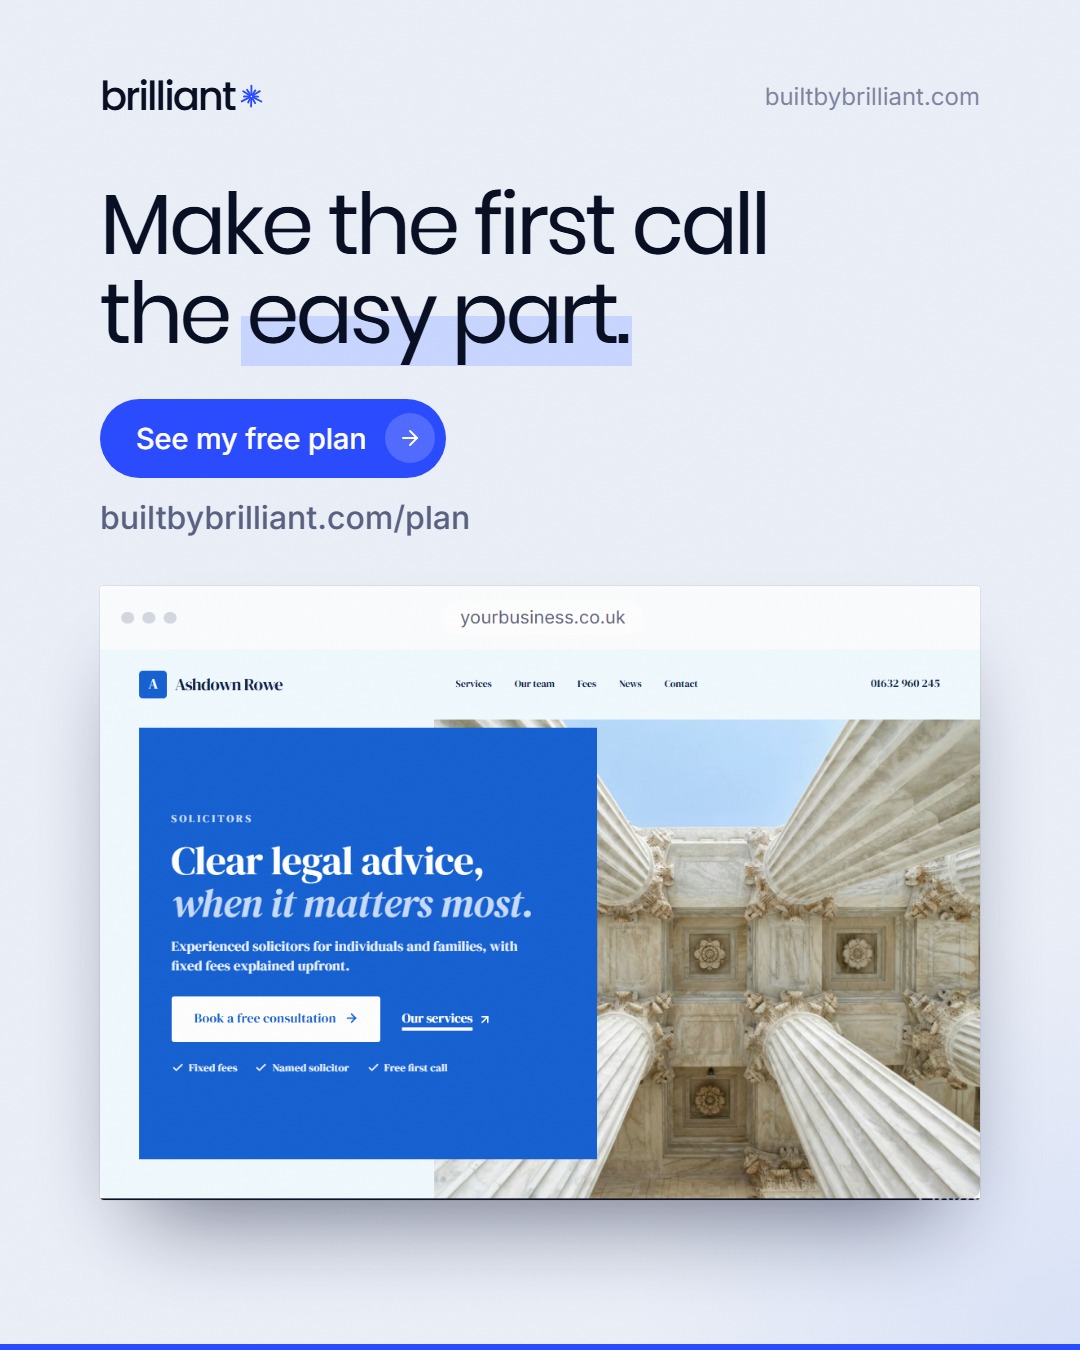 brilliant
builtbybrilliant.com
Make the first call
the easy part.
See my free plan
builtbybrilliant.com/plan
yourbusiness.co.uk
A Ashdown Rowe
Services Our team Fees News Contact
01632 960 245
SOLICITORS
Clear legal advice,
when it matters most.
Experienced solicitors for individuals and families, with
fixed fees explained upfront.
Book a free consultation
Our services
Fixed fees Named solicitor Free first call